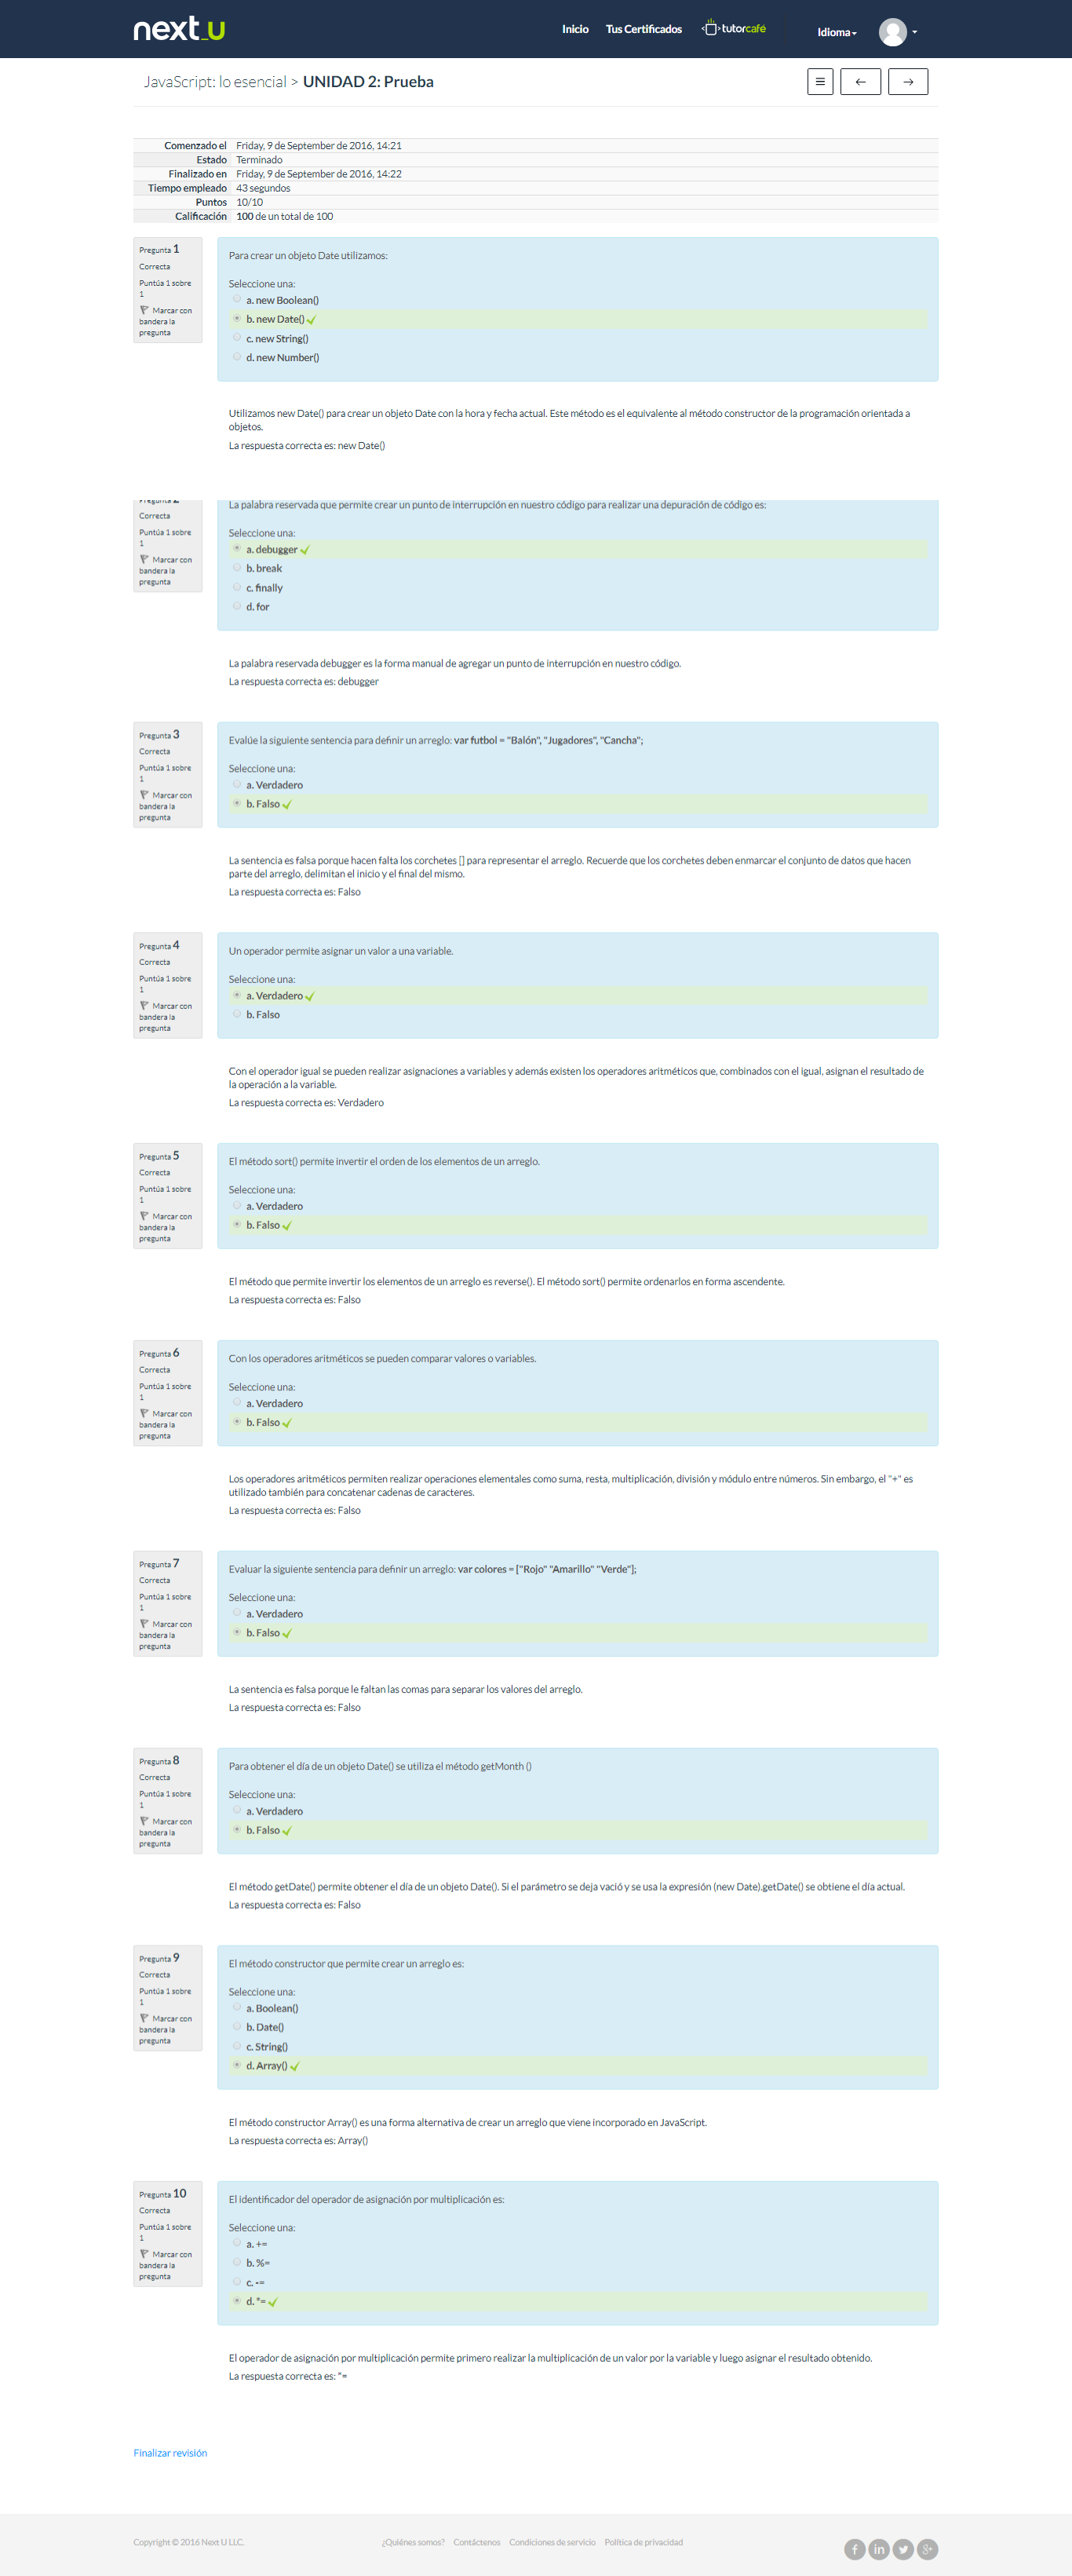 next_u
Inicio Tus Certificados tutorcafé Idioma
JavaScript: lo esencial > UNIDAD 2: Prueba
Comenzado el Friday, 9 de September de 2016, 14:21
Estado Terminado
Finalizado en Friday, 9 de September de 2016, 14:22
Tiempo empleado 43 segundos
Puntos 10/10
Calificación 100 de un total de 100
Pregunta 1
Correcta
Puntúa 1 sobre
1
Marcar con
bandera la
pregunta
Para crear un objeto Date utilizamos:
Seleccione una:
a. new Boolean()
b. new Date()
c. new String()
d. new Number()
Utilizamos new Date() para crear un objeto Date con la hora y fecha actual. Este método es el equivalente al método constructor de la programación orientada a
objetos.
La respuesta correcta es: new Date()
Pregunta 2
Correcta
Puntúa 1 sobre
1
Marcar con
bandera la
pregunta
La palabra reservada que permite crear un punto de interrupción en nuestro código para realizar una depuración de código es:
Seleccione una:
a. debugger
b. break
c. finally
d. for
La palabra reservada debugger es la forma manual de agregar un punto de interrupción en nuestro código.
La respuesta correcta es: debugger
Pregunta 3
Correcta
Puntúa 1 sobre
1
Marcar con
bandera la
pregunta
Evalúe la siguiente sentencia para definir un arreglo: var futbol = "Balón", "Jugadores", "Cancha";
Seleccione una:
a. Verdadero
b. Falso
La sentencia es falsa porque hacen falta los corchetes [] para representar el arreglo. Recuerde que los corchetes deben enmarcar el conjunto de datos que hacen
parte del arreglo, delimitan el inicio y el final del mismo.
La respuesta correcta es: Falso
Pregunta 4
Correcta
Puntúa 1 sobre
1
Marcar con
bandera la
pregunta
Un operador permite asignar un valor a una variable.
Seleccione una:
a. Verdadero
b. Falso
Con el operador igual se pueden realizar asignaciones a variables y además existen los operadores aritméticos que, combinados con el igual, asignan el resultado de
la operación a la variable.
La respuesta correcta es: Verdadero
Pregunta 5
Correcta
Puntúa 1 sobre
1
Marcar con
bandera la
pregunta
El método sort() permite invertir el orden de los elementos de un arreglo.
Seleccione una:
a. Verdadero
b. Falso
El método que permite invertir los elementos de un arreglo es reverse(). El método sort() permite ordenarlos en forma ascendente.
La respuesta correcta es: Falso
Pregunta 6
Correcta
Puntúa 1 sobre
1
Marcar con
bandera la
pregunta
Con los operadores aritméticos se pueden comparar valores o variables.
Seleccione una:
a. Verdadero
b. Falso
Los operadores aritméticos permiten realizar operaciones elementales como suma, resta, multiplicación, división y módulo entre números. Sin embargo, el "+" es
utilizado también para concatenar cadenas de caracteres.
La respuesta correcta es: Falso
Pregunta 7
Correcta
Puntúa 1 sobre
1
Marcar con
bandera la
pregunta
Evaluar la siguiente sentencia para definir un arreglo: var colores = ["Rojo" "Amarillo" "Verde"];
Seleccione una:
a. Verdadero
b. Falso
La sentencia es falsa porque le faltan las comas para separar los valores del arreglo.
La respuesta correcta es: Falso
Pregunta 8
Correcta
Puntúa 1 sobre
1
Marcar con
bandera la
pregunta
Para obtener el día de un objeto Date() se utiliza el método getMonth ()
Seleccione una:
a. Verdadero
b. Falso
El método getDate() permite obtener el día de un objeto Date(). Si el parámetro se deja vació y se usa la expresión (new Date).getDate() se obtiene el día actual.
La respuesta correcta es: Falso
Pregunta 9
Correcta
Puntúa 1 sobre
1
Marcar con
bandera la
pregunta
El método constructor que permite crear un arreglo es:
Seleccione una:
a. Boolean()
b. Date()
c. String()
d. Array()
El método constructor Array() es una forma alternativa de crear un arreglo que viene incorporado en JavaScript.
La respuesta correcta es: Array()
Pregunta 10
Correcta
Puntúa 1 sobre
1
Marcar con
bandera la
pregunta
El identificador del operador de asignación por multiplicación es:
Seleccione una:
a. +=
b. %=
c. -=
d. *=
El operador de asignación por multiplicación permite primero realizar la multiplicación de un valor por la variable y luego asignar el resultado obtenido.
La respuesta correcta es: *=
Finalizar revisión
Copyright © 2016 Next U LLC. ¿Quiénes somos? Contáctenos Condiciones de servicio Política de privacidad